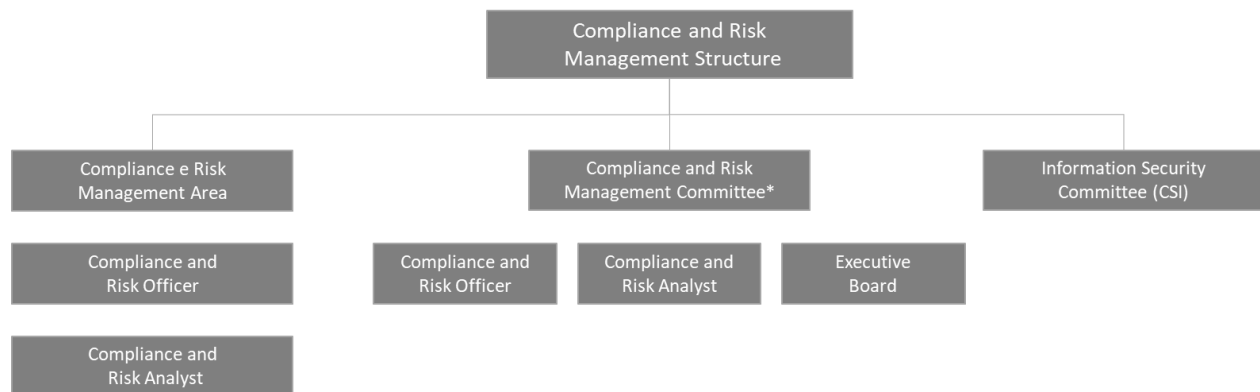 Compliance and Risk
Management Structure
Compliance e Risk
Management Area
Compliance and Risk
Management Committee*
Information Security
Committee (CSI)
Compliance and
Risk Officer
Compliance and
Risk Officer
Compliance and
Risk Analyst
Executive
Board
Compliance and
Risk Analyst